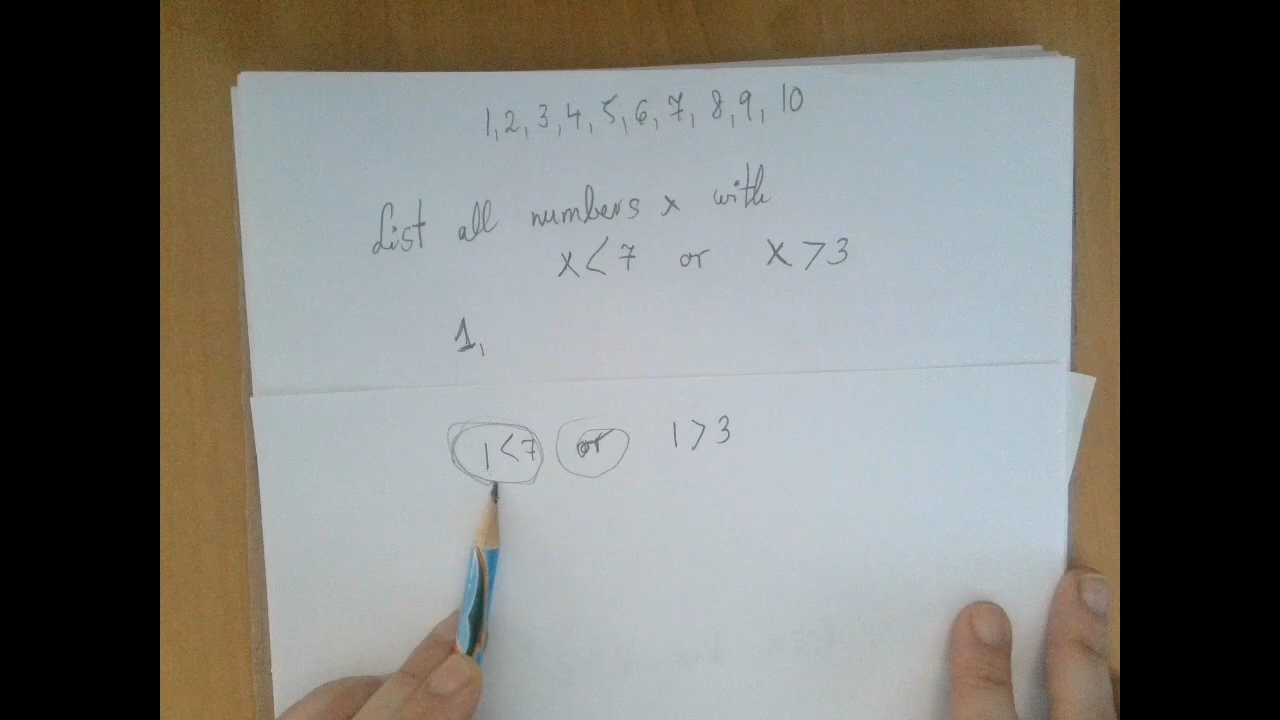 1, 2, 3, 4, 5, 6, 7, 8, 9, 10
List all numbers x with
x < 7 or x > 3
1,
1 < 7 or 1 > 3